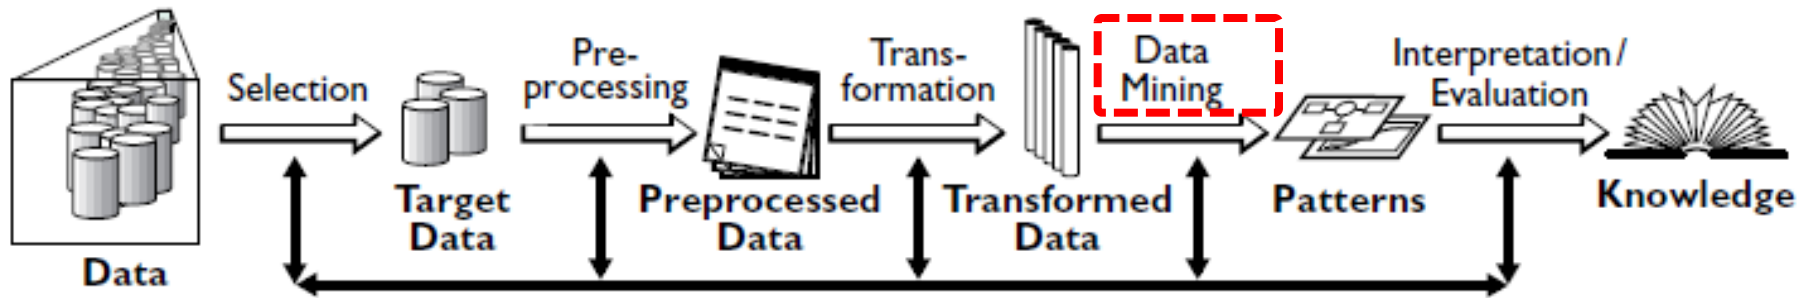 Data
Selection
Target
Data
Pre-
processing
Preprocessed
Data
Trans-
formation
Transformed
Data
Data
Mining
Patterns
Interpretation/
Evaluation
Knowledge